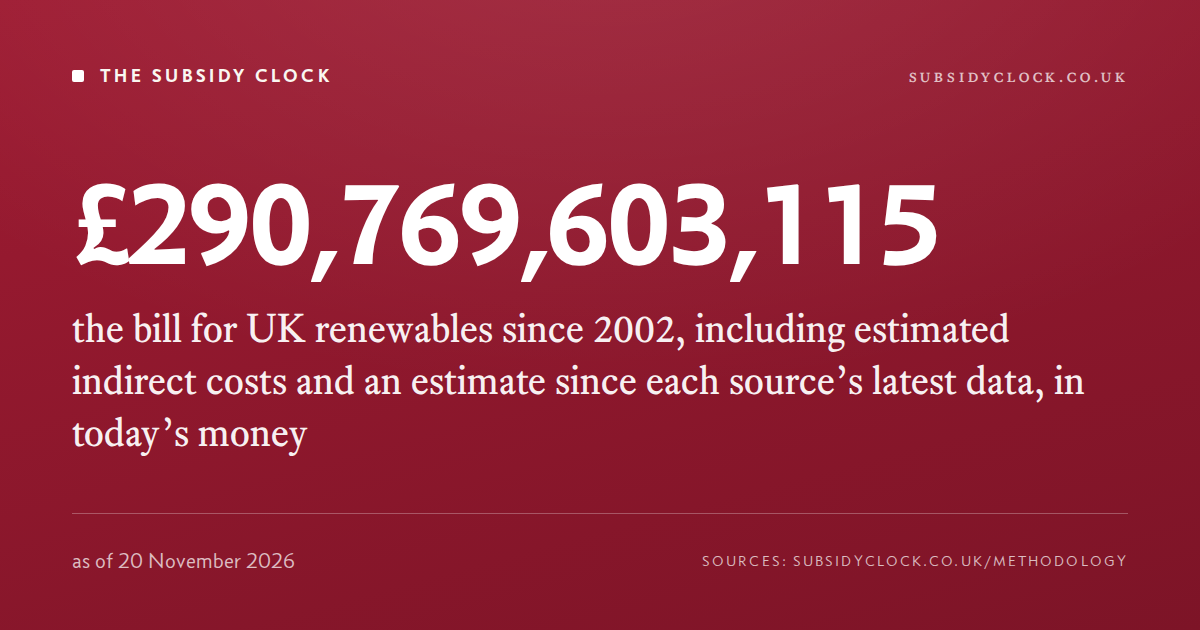 THE SUBSIDY CLOCK
SUBSIDYCLOCK.CO.UK
£290,769,603,115
the bill for UK renewables since 2002, including estimated
indirect costs and an estimate since each source’s latest data, in
today’s money
as of 20 November 2026
SOURCES: SUBSIDYCLOCK.CO.UK/METHODOLOGY